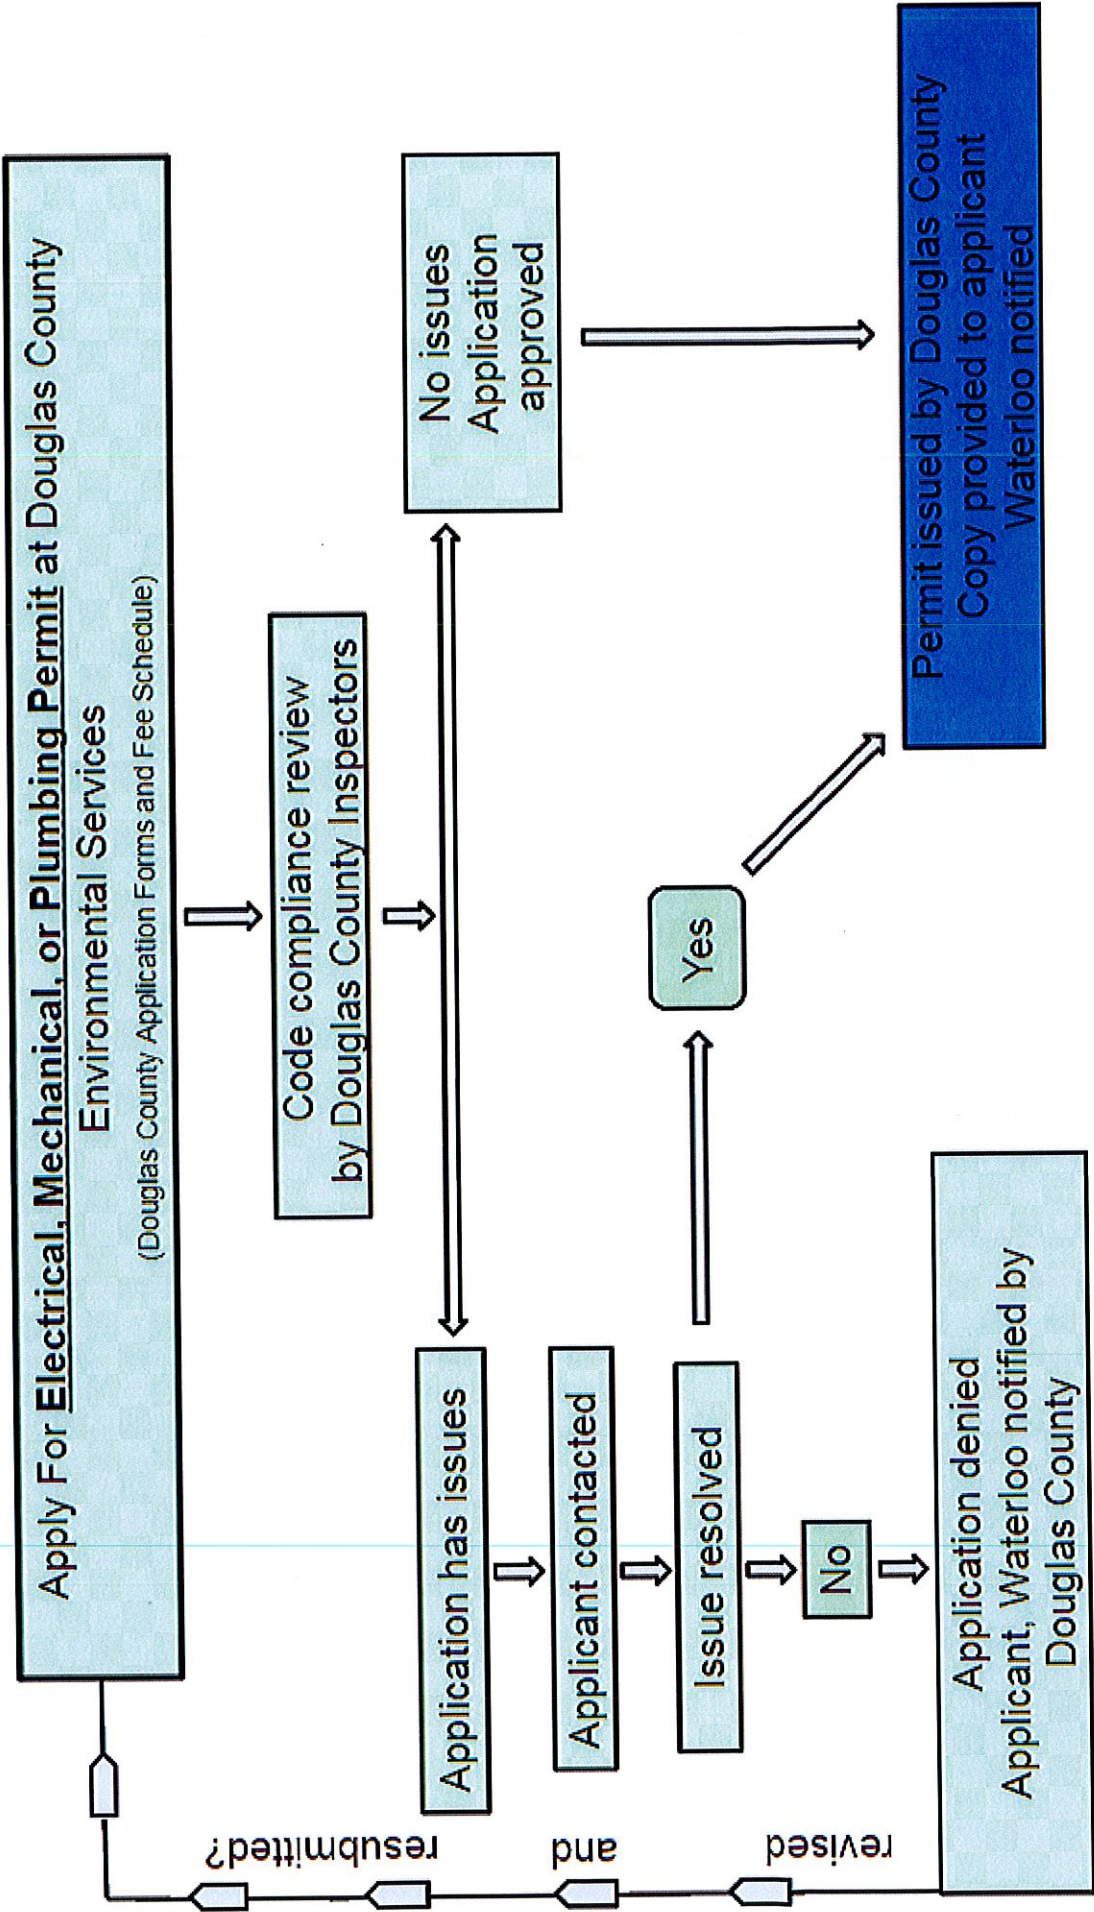 Apply For Electrical, Mechanical, or Plumbing Permit at Douglas County
Environmental Services
(Douglas County Application Forms and Fee Schedule)
Code compliance review
by Douglas County Inspectors
Application has issues
No issues
Application
approved
Applicant contacted
Issue resolved
Yes
No
Application denied
Applicant, Waterloo notified by
Douglas County
Permit issued by Douglas County
Copy provided to applicant
Waterloo notified
revised
and
resubmitted?